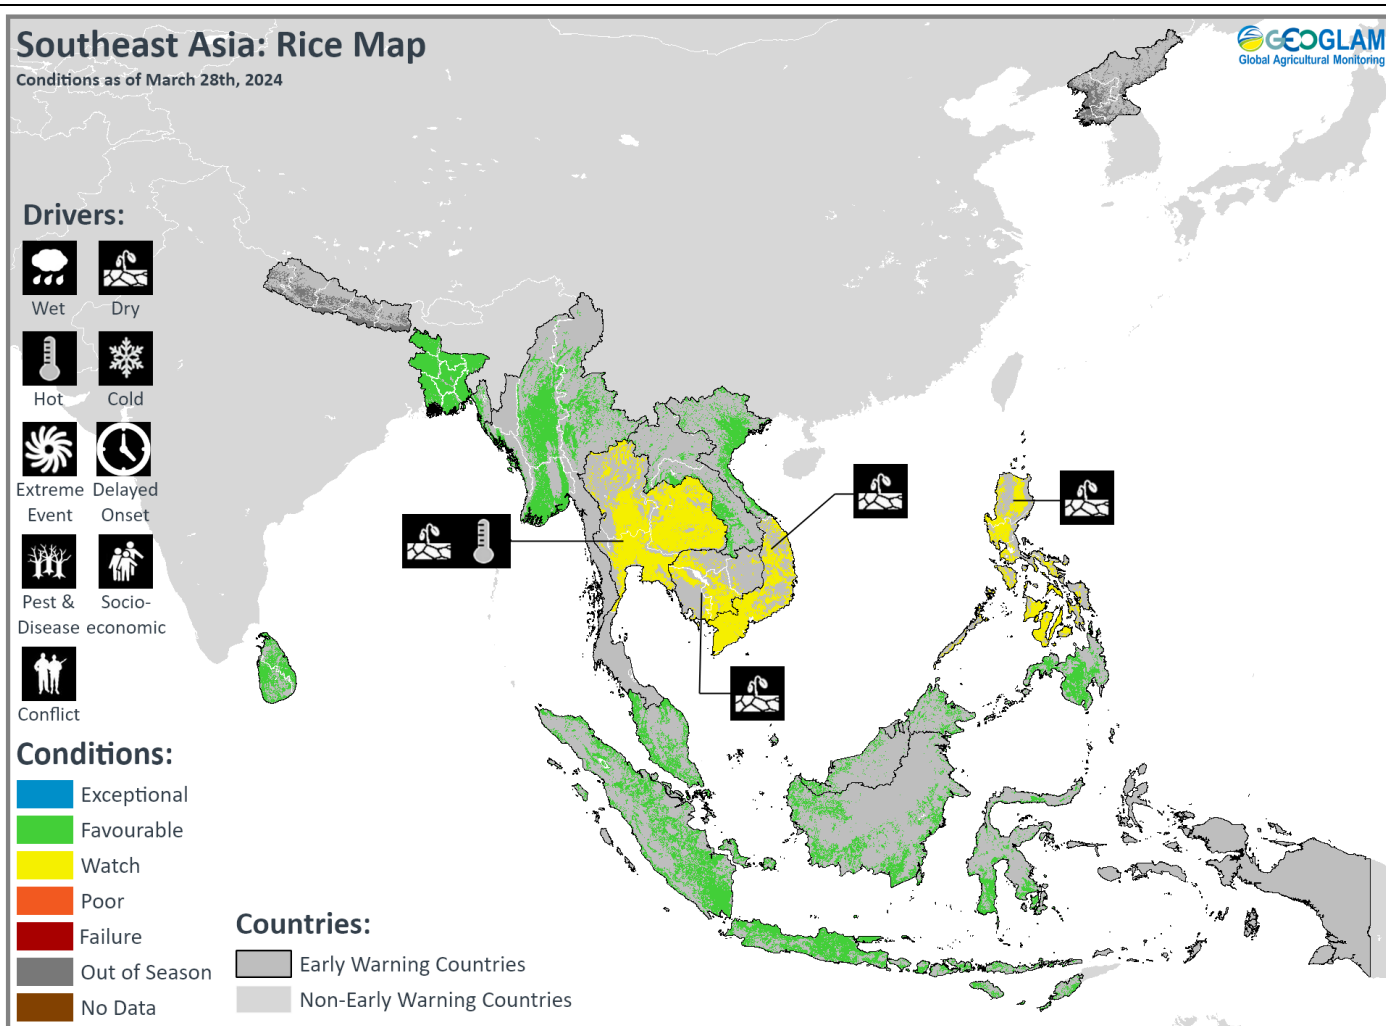 Southeast Asia: Rice Map
Conditions as of March 28th, 2024
GEOGLAM
Global Agricultural Monitoring
Drivers:
Wet
Dry
Hot
Cold
Extreme
Event
Delayed
Onset
Pest &
Disease
Socio-
economic
Conflict
Conditions:
Exceptional
Favourable
Watch
Poor
Failure
Out of Season
No Data
Countries:
Early Warning Countries
Non-Early Warning Countries